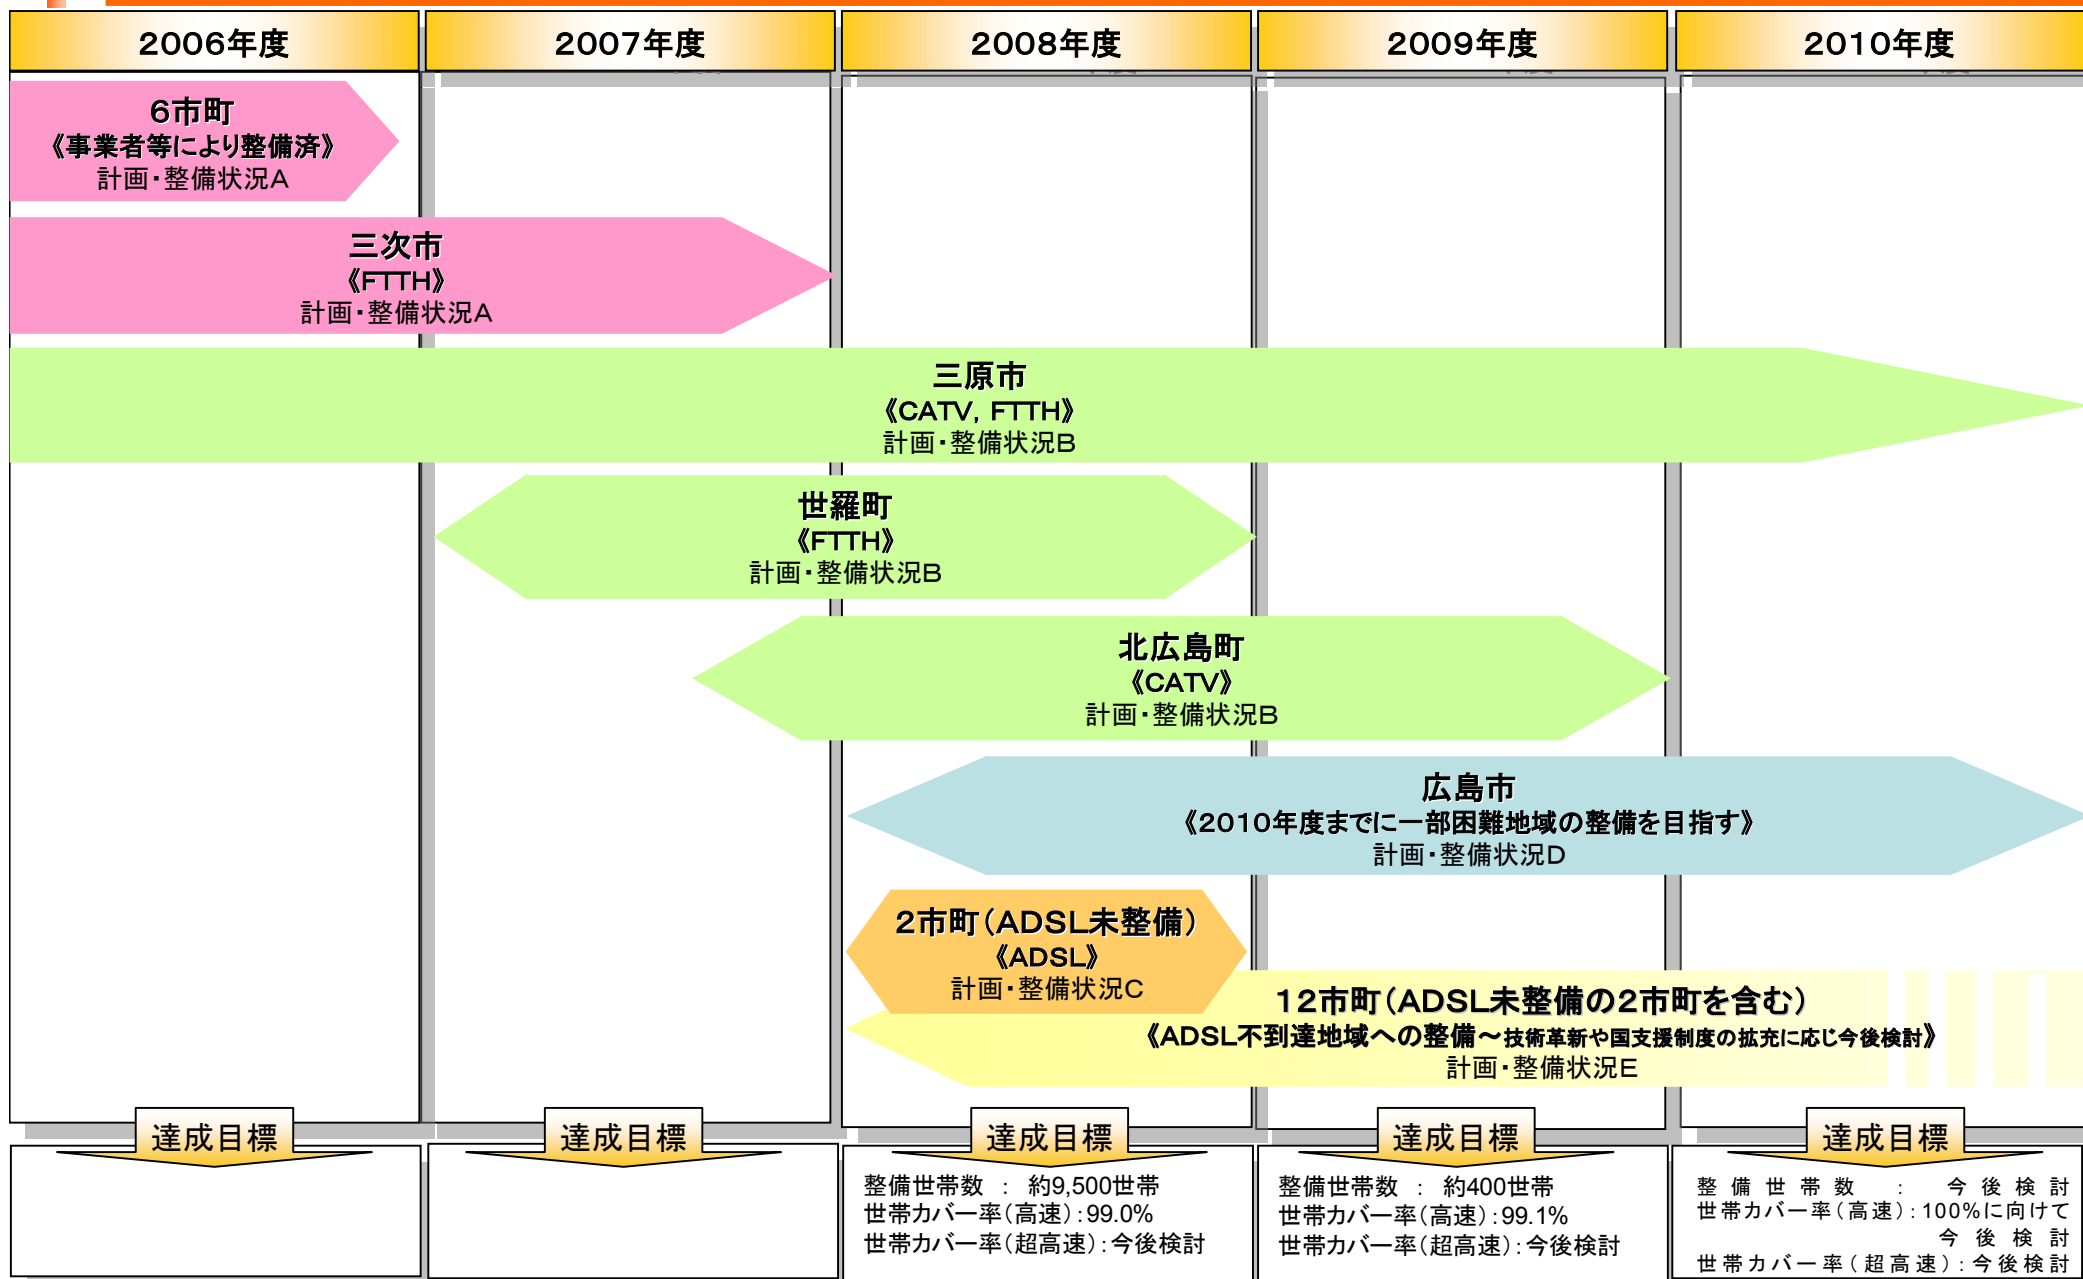 2006年度
2007年度
2008年度
2009年度
2010年度
6市町
《事業者等により整備済》
計画・整備状況A
三次市
《FTTH》
計画・整備状況A
三原市
《CATV，FTTH》
計画・整備状況B
世羅町
《FTTH》
計画・整備状況B
北広島町
《CATV》
計画・整備状況B
広島市
《2010年度までに一部困難地域の整備を目指す》
計画・整備状況D
2市町（ADSL未整備）
《ADSL》
計画・整備状況C
12市町（ADSL未整備の2市町を含む）
《ADSL不到達地域への整備～技術革新や国支援制度の拡充に応じ今後検討》
計画・整備状況E
達成目標
達成目標
達成目標
整備世帯数　：　約9,500世帯
世帯カバー率（高速）：99.0%
世帯カバー率（超高速）：今後検討
達成目標
整備世帯数　：　約400世帯
世帯カバー率（高速）：99.1%
世帯カバー率（超高速）：今後検討
達成目標
整備世帯数　：　今後検討
世帯カバー率（高速）：100%に向けて
今後検討
世帯カバー率（超高速）：今後検討